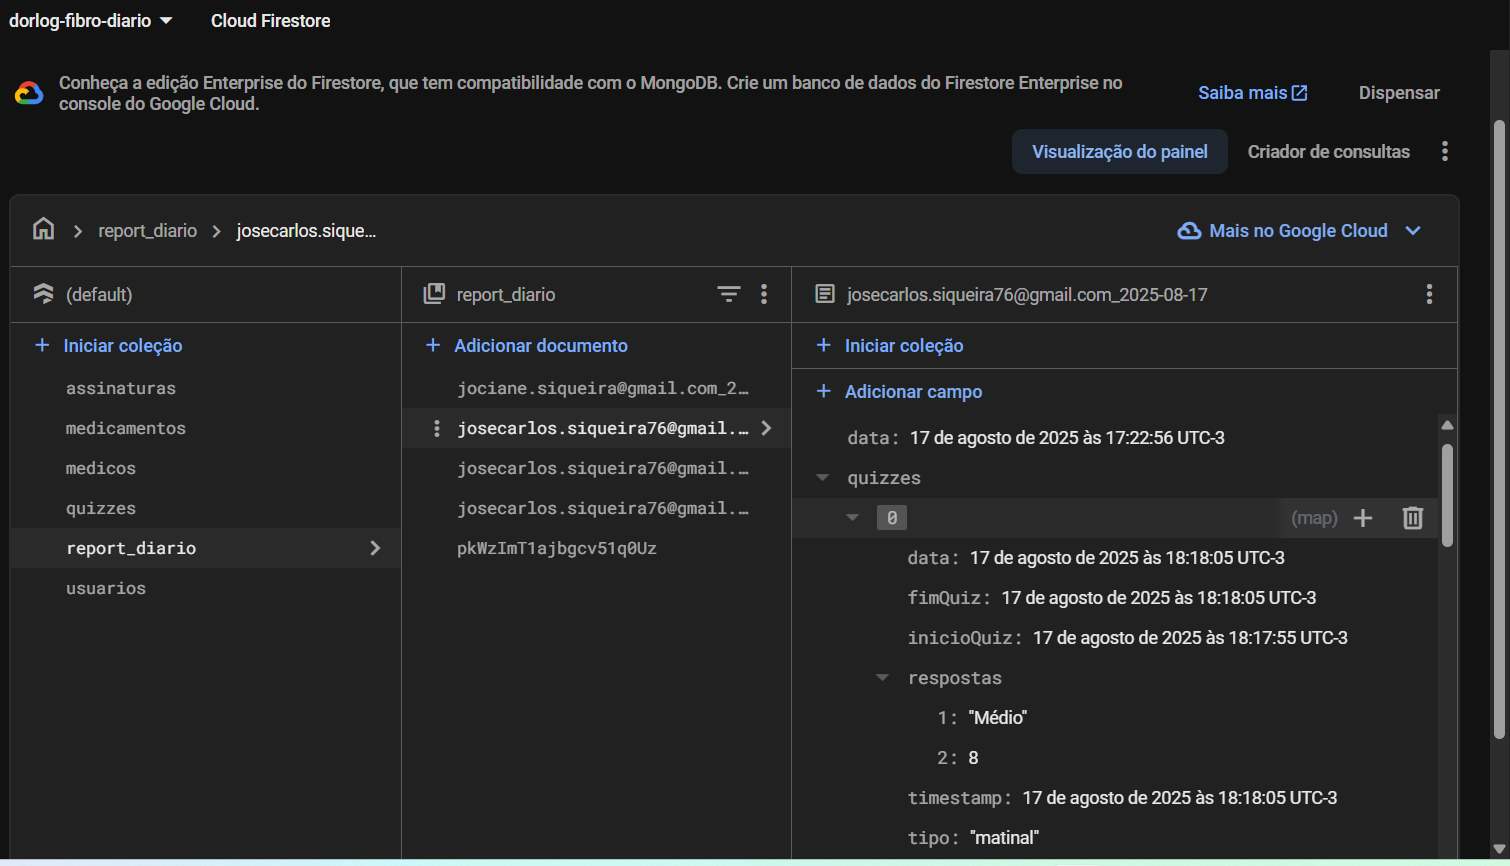 dorlog-fibro-diario Cloud Firestore
Conheça a edição Enterprise do Firestore, que tem compatibilidade com o MongoDB. Crie um banco de dados do Firestore Enterprise no
console do Google Cloud.
Saiba mais Dispensar
Visualização do painel Criador de consultas
report_diario josecarlos.sique...
Mais no Google Cloud
(default)
Iniciar coleção
assinaturas
medicamentos
medicos
quizzes
report_diario
usuarios
report_diario
Adicionar documento
jociane.siqueira@gmail.com_2...
josecarlos.siqueira76@gmail....
josecarlos.siqueira76@gmail....
josecarlos.siqueira76@gmail....
pkWzImT1ajbgcv51q0Uz
josecarlos.siqueira76@gmail.com_2025-08-17
Iniciar coleção
Adicionar campo
data: 17 de agosto de 2025 às 17:22:56 UTC-3
quizzes
0 (map)
data: 17 de agosto de 2025 às 18:18:05 UTC-3
fimQuiz: 17 de agosto de 2025 às 18:18:05 UTC-3
inicioQuiz: 17 de agosto de 2025 às 18:17:55 UTC-3
respostas
1: "Médio"
2: 8
timestamp: 17 de agosto de 2025 às 18:18:05 UTC-3
tipo: "matinal"